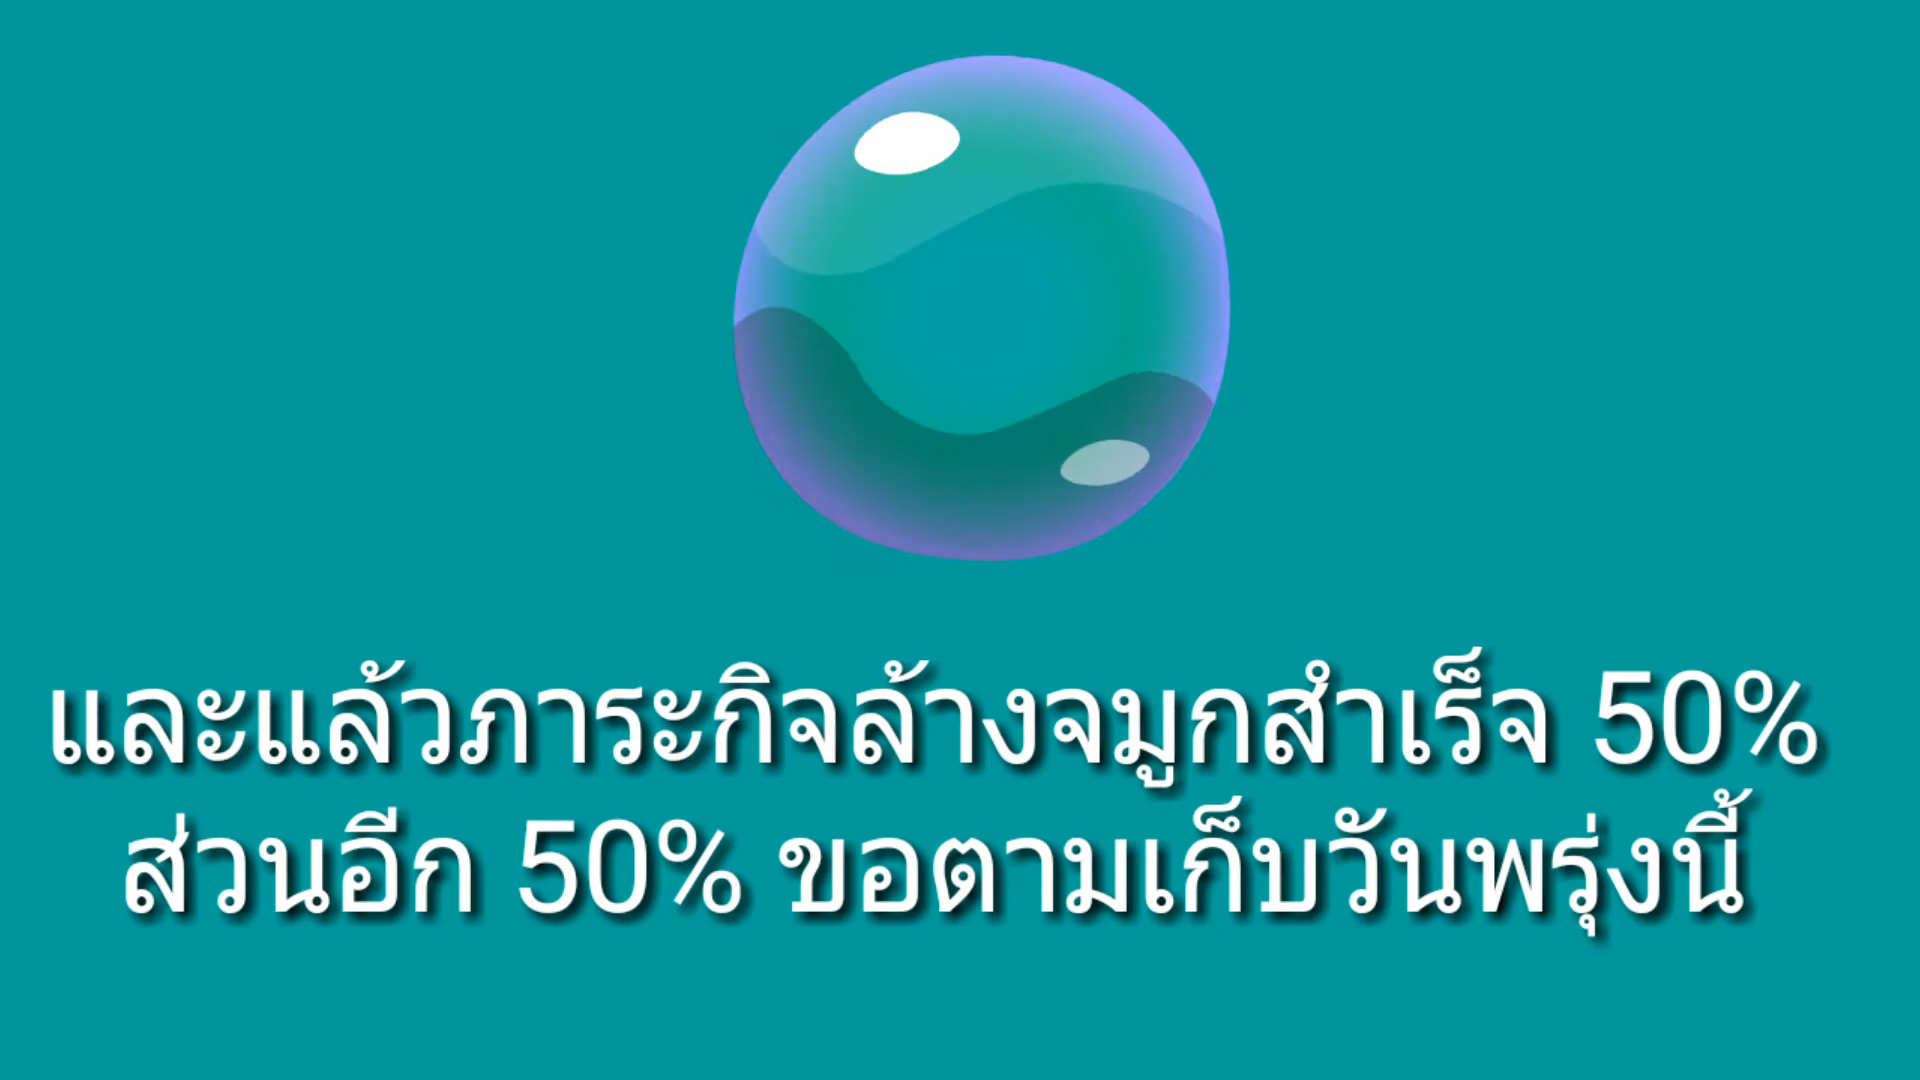 และแล้วภาระกิจล้างจมูกสำเร็จ 50%
ส่วนอีก 50% ขอตามเก็บวันพรุ่งนี้